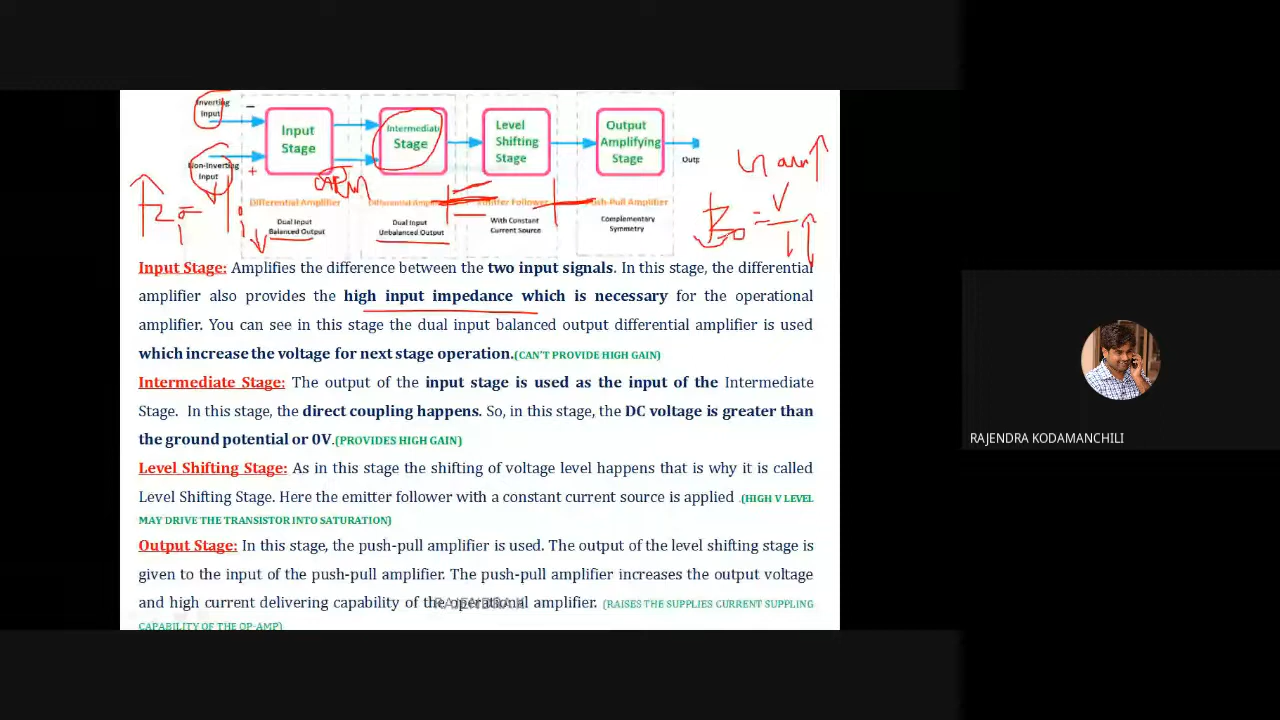 Inverting
Input
−
Non-Inverting
Input
+
Input
Stage
Intermediate
Stage
Level
Shifting
Stage
Output
Amplifying
Stage
Outp
Differential Amplifier
Dual Input
Balanced Output
Differential Amp
Dual Input
Unbalanced Output
Emitter Follower
With Constant
Current Source
Push-Pull Amplifier
Complementary
Symmetry
Input Stage: Amplifies the difference between the two input signals. In this stage, the differential
amplifier also provides the high input impedance which is necessary for the operational
amplifier. You can see in this stage the dual input balanced output differential amplifier is used
which increase the voltage for next stage operation.(CAN'T PROVIDE HIGH GAIN)
Intermediate Stage: The output of the input stage is used as the input of the Intermediate
Stage. In this stage, the direct coupling happens. So, in this stage, the DC voltage is greater than
the ground potential or 0V.(PROVIDES HIGH GAIN)
Level Shifting Stage: As in this stage the shifting of voltage level happens that is why it is called
Level Shifting Stage. Here the emitter follower with a constant current source is applied .(HIGH V LEVEL
MAY DRIVE THE TRANSISTOR INTO SATURATION)
Output Stage: In this stage, the push-pull amplifier is used. The output of the level shifting stage is
given to the input of the push-pull amplifier. The push-pull amplifier increases the output voltage
and high current delivering capability of the operational amplifier. (RAISES THE SUPPLIES CURRENT SUPPLING
CAPABILITY OF THE OP-AMP)
RAJENDRA K
RAJENDRA KODAMANCHILI